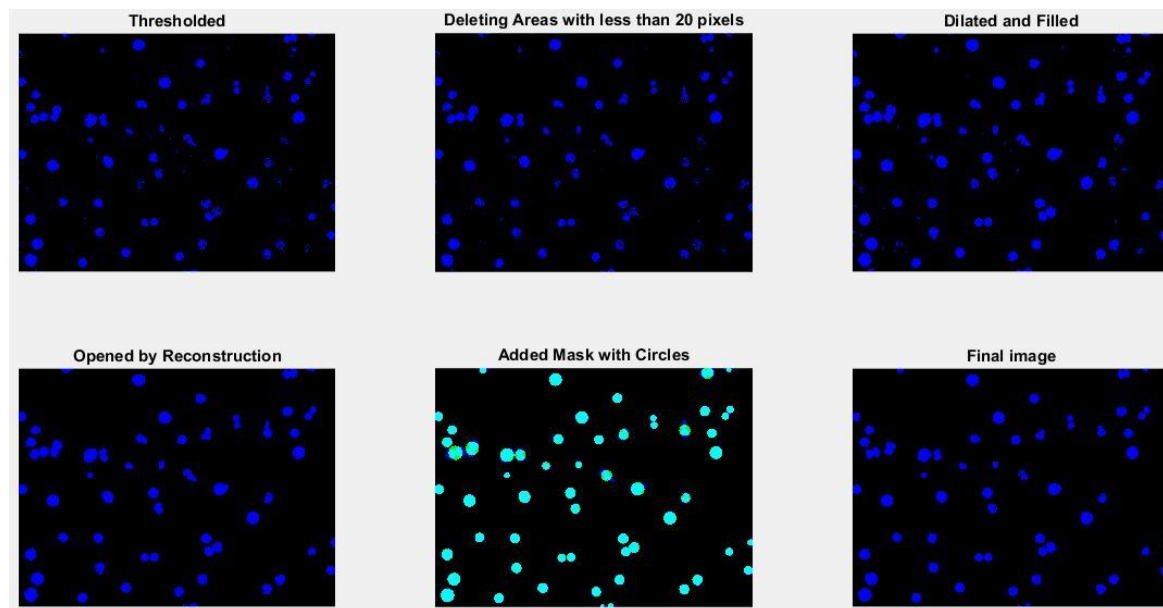 Thresholded
Deleting Areas with less than 20 pixels
Dilated and Filled
Opened by Reconstruction
Added Mask with Circles
Final image